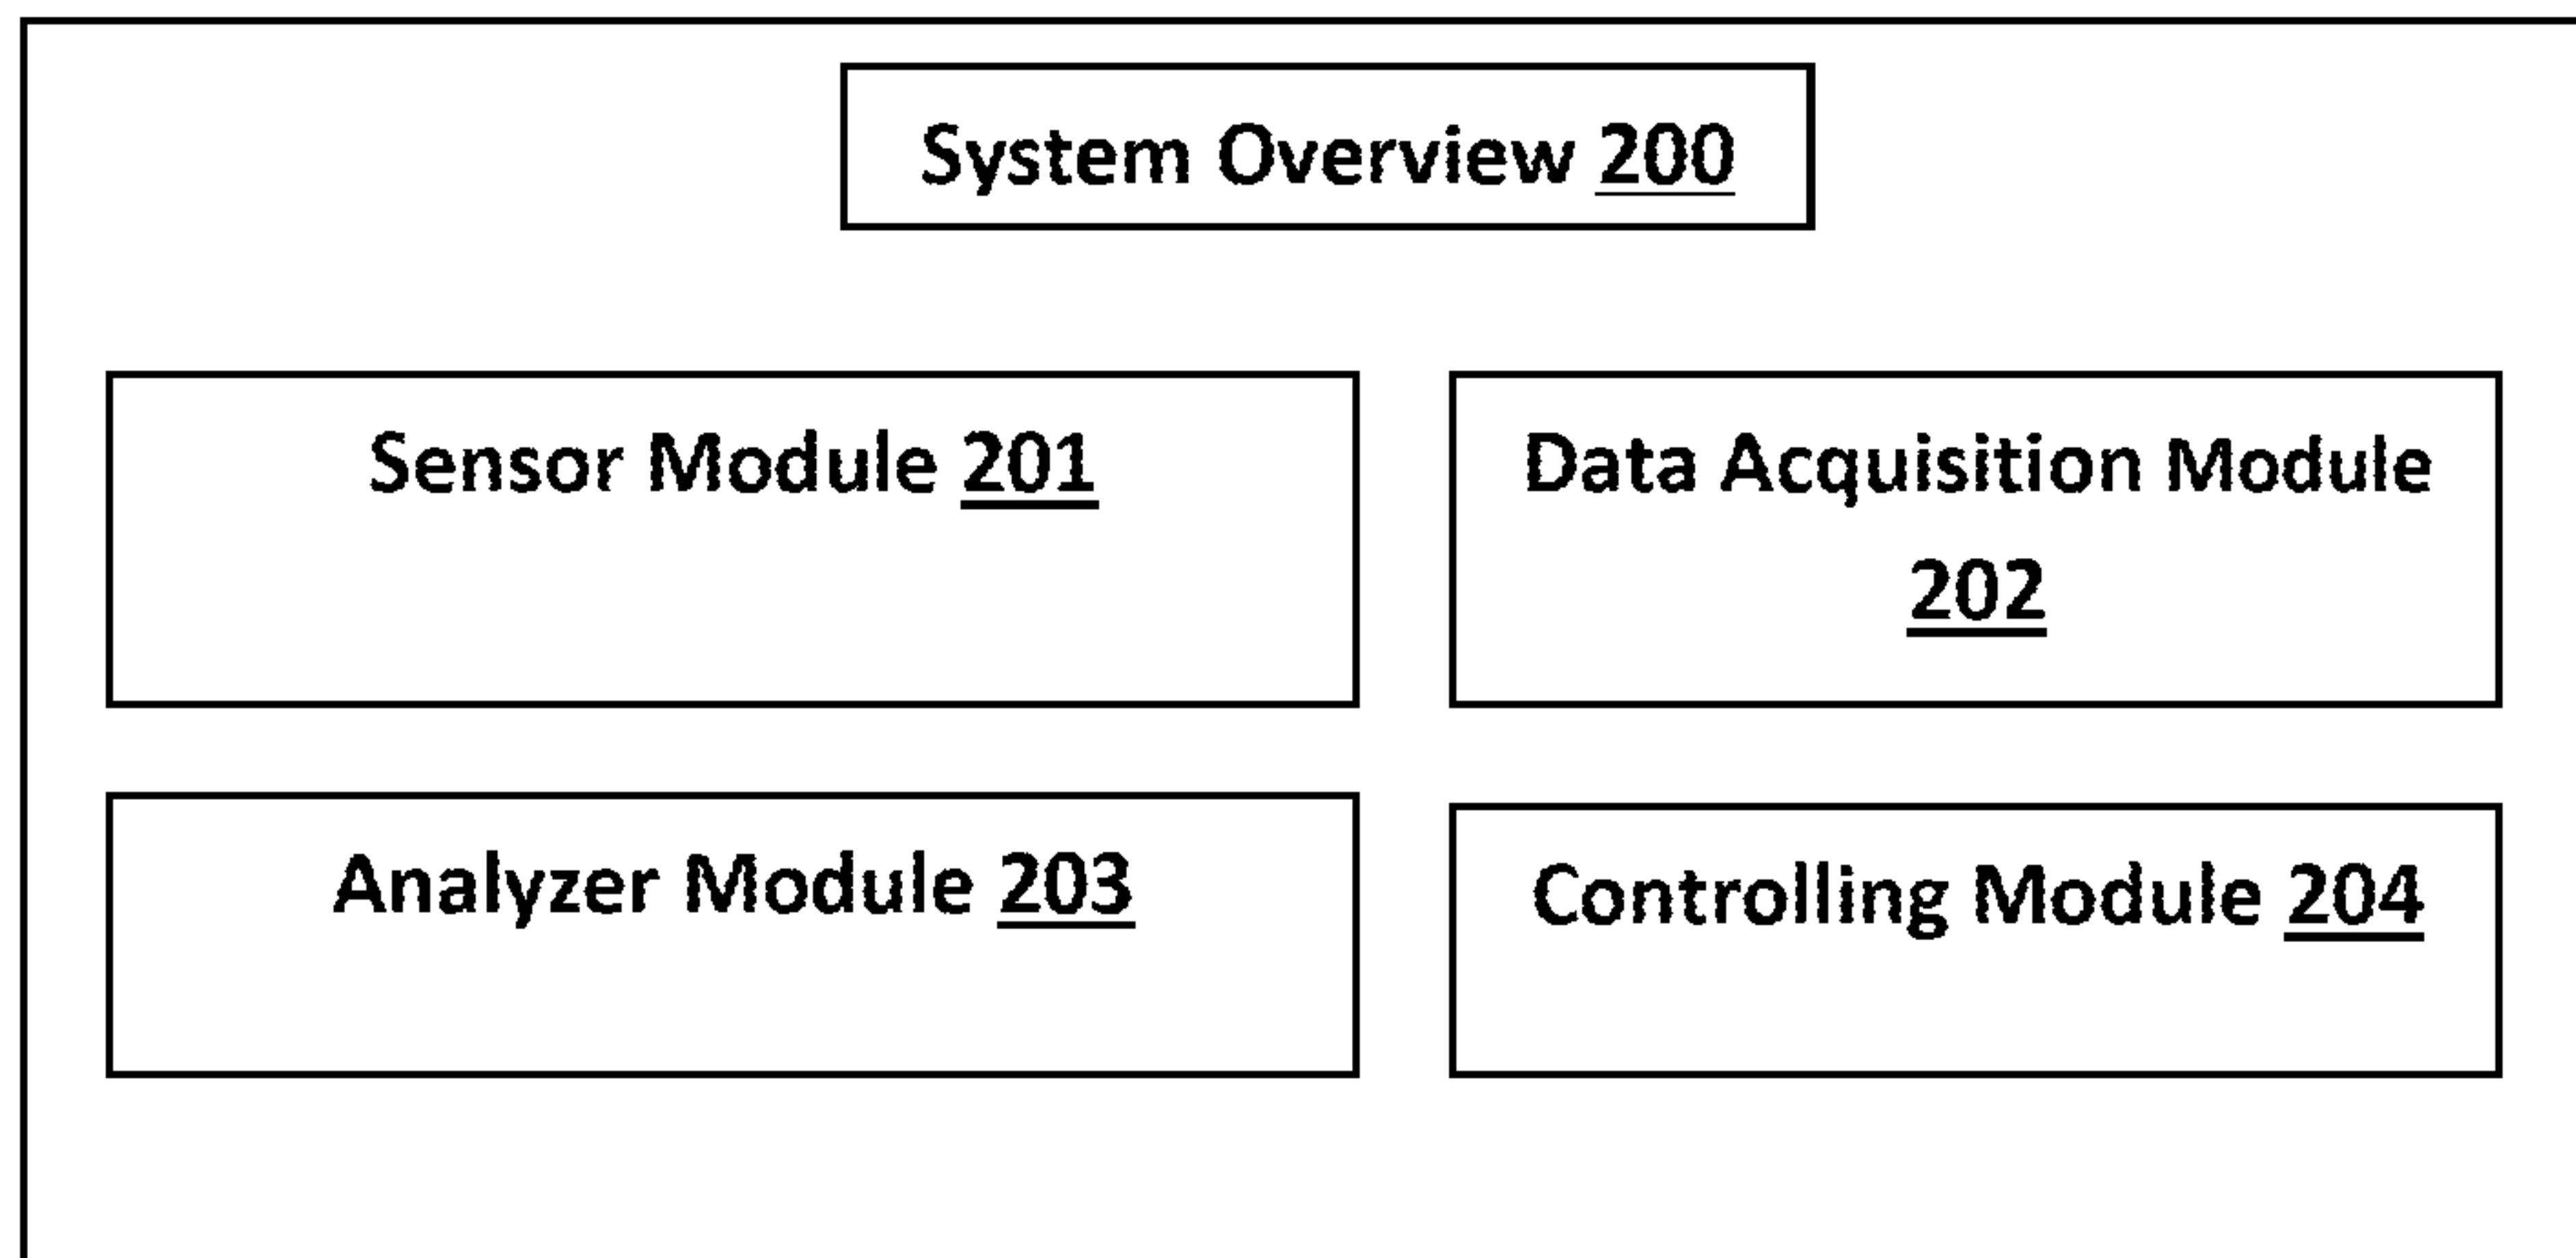 System Overview 200
Sensor Module 201
Data Acquisition Module
202
Analyzer Module 203
Controlling Module 204